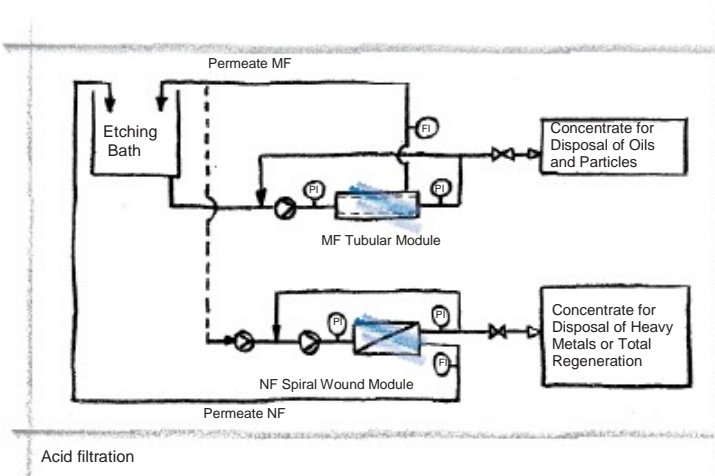 Permeate MF
Etching
Bath
FI
Concentrate for
Disposal of Oils
and Particles
PI
PI
MF Tubular Module
Concentrate for
Disposal of Heavy
Metals or Total
Regeneration
PI
PI
FI
NF Spiral Wound Module
Permeate NF
Acid filtration